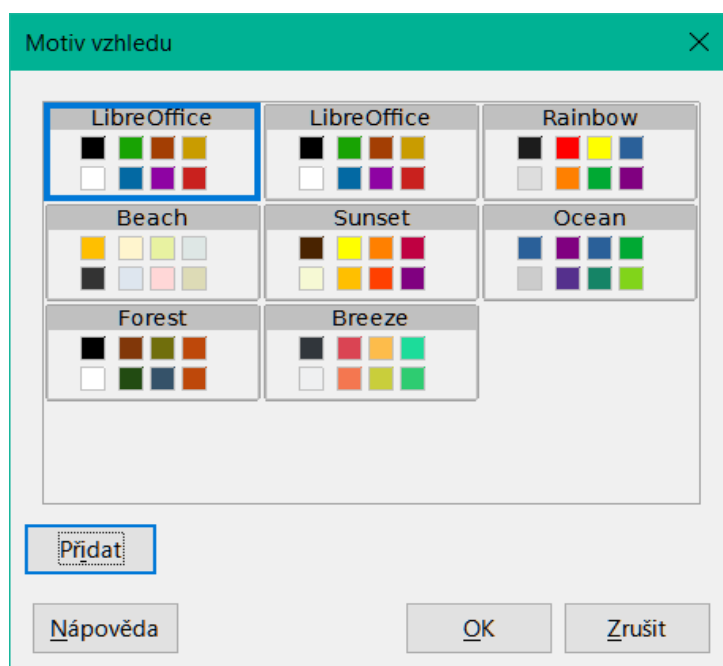 Motiv vzhledu
LibreOffice LibreOffice Rainbow
Beach Sunset Ocean
Forest Breeze
Přidat
Nápověda OK Zrušit